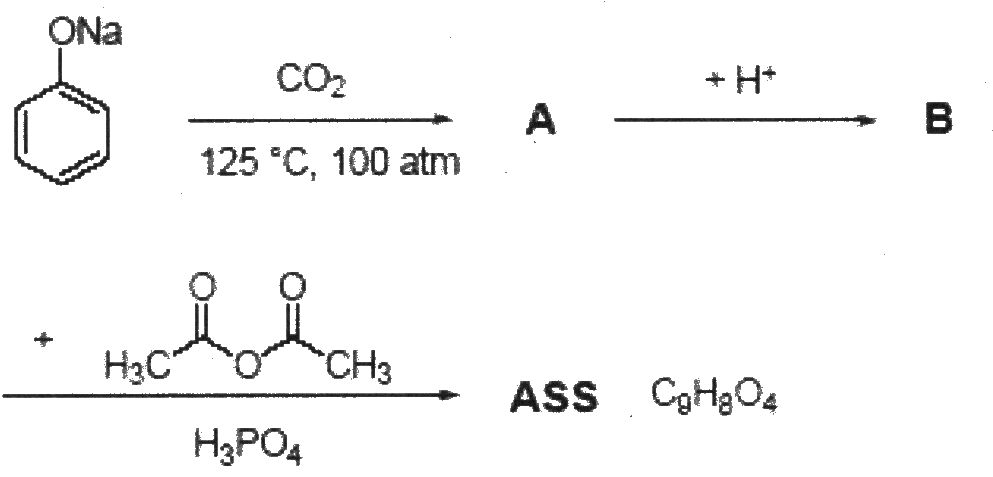 ONa
CO₂
125 °C, 100 atm
A
+ H⁺
B
+
O O
H₃C O CH₃
H₃PO₄
ASS C₉H₈O₄